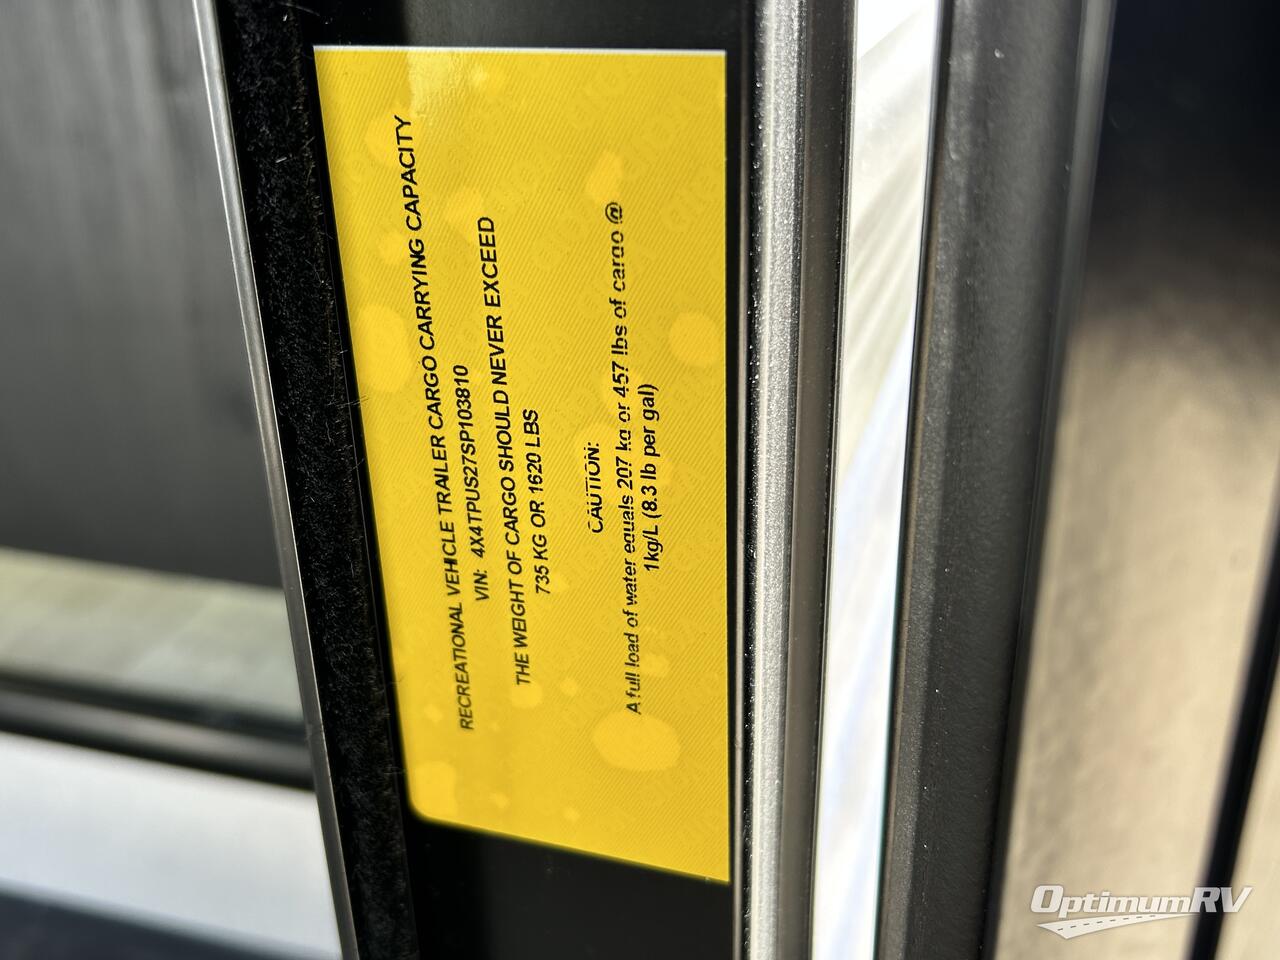 RECREATIONAL VEHICLE TRAILER CARGO CARRYING CAPACITY
VIN: 4X4TPUS27SP103810
THE WEIGHT OF CARGO SHOULD NEVER EXCEED
735 KG OR 1620 LBS
CAUTION:
A full load of water equals 207 kg or 457 lbs of cargo @
1kg/L (8.3 lb per gal)
OptimumRV